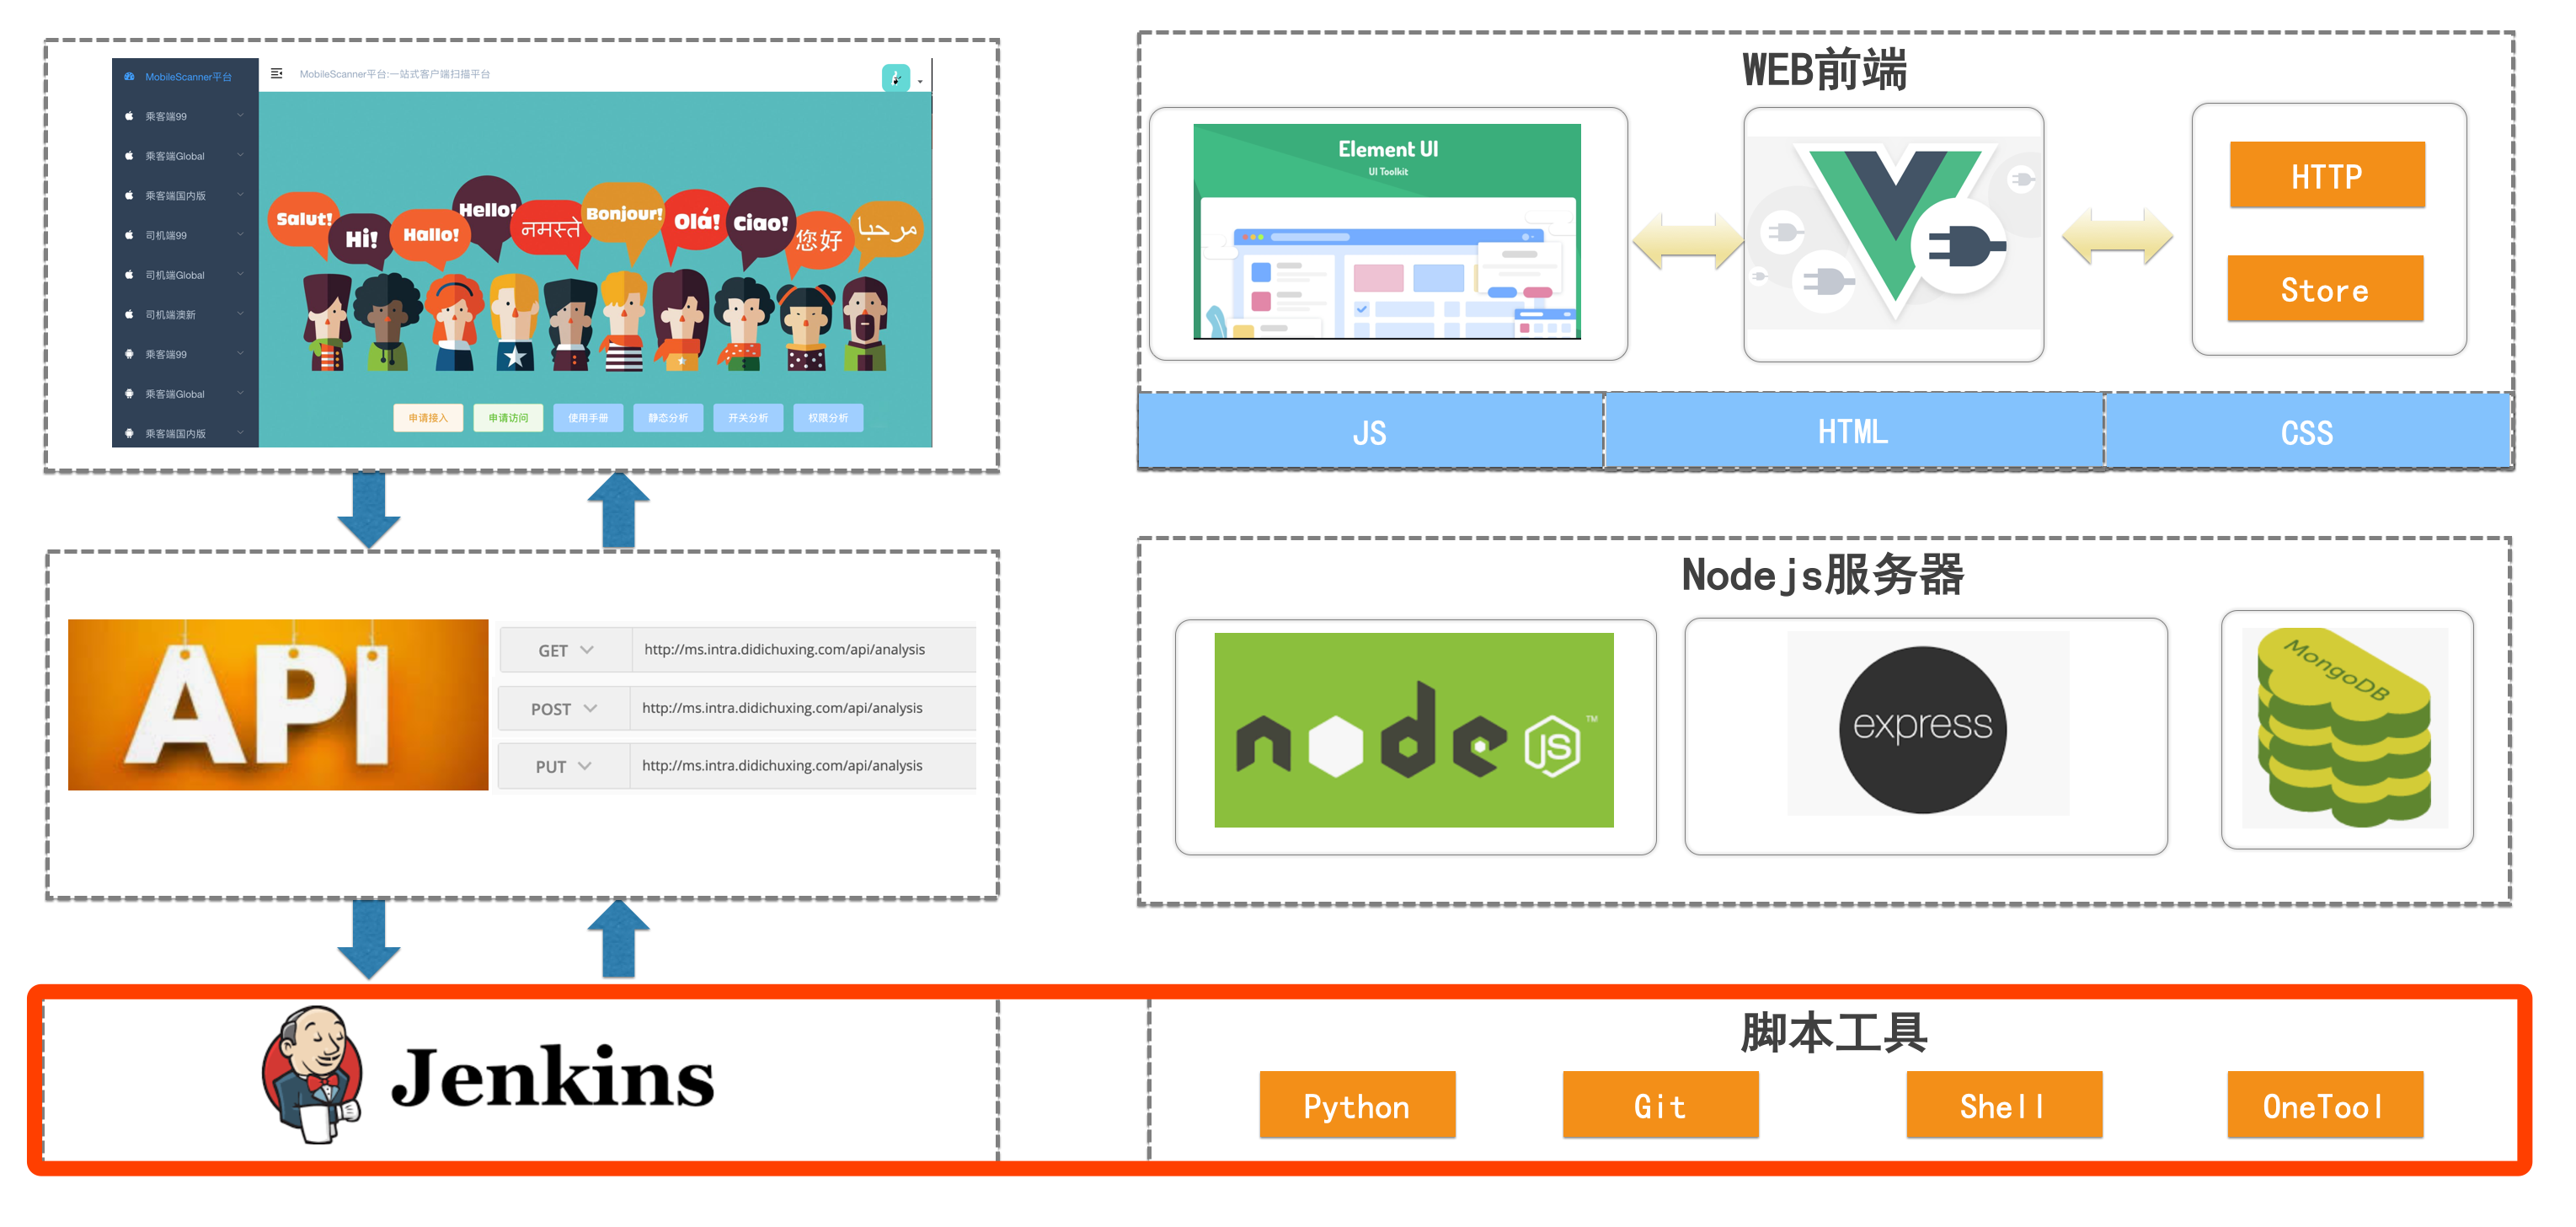 MobileScanner平台
MobileScanner平台:一站式客户端扫描平台
乘客端99
乘客端Global
乘客端国内版
司机端99
司机端Global
司机端澳新
乘客端99
乘客端Global
乘客端国内版
Salut!
Hi!
Hallo!
Hello!
नमस्ते
Bonjour!
Olá!
Ciao!
您好
مرحبا
申请接入 申请访问 使用手册 静态分析 开关分析 权限分析
WEB前端
Element UI
UI Toolkit
HTTP
Store
JS HTML CSS
API
GET http://ms.intra.didichuxing.com/api/analysis
POST http://ms.intra.didichuxing.com/api/analysis
PUT http://ms.intra.didichuxing.com/api/analysis
Nodejs服务器
node JS TM
express
MongoDB
Jenkins
脚本工具
Python Git Shell OneTool